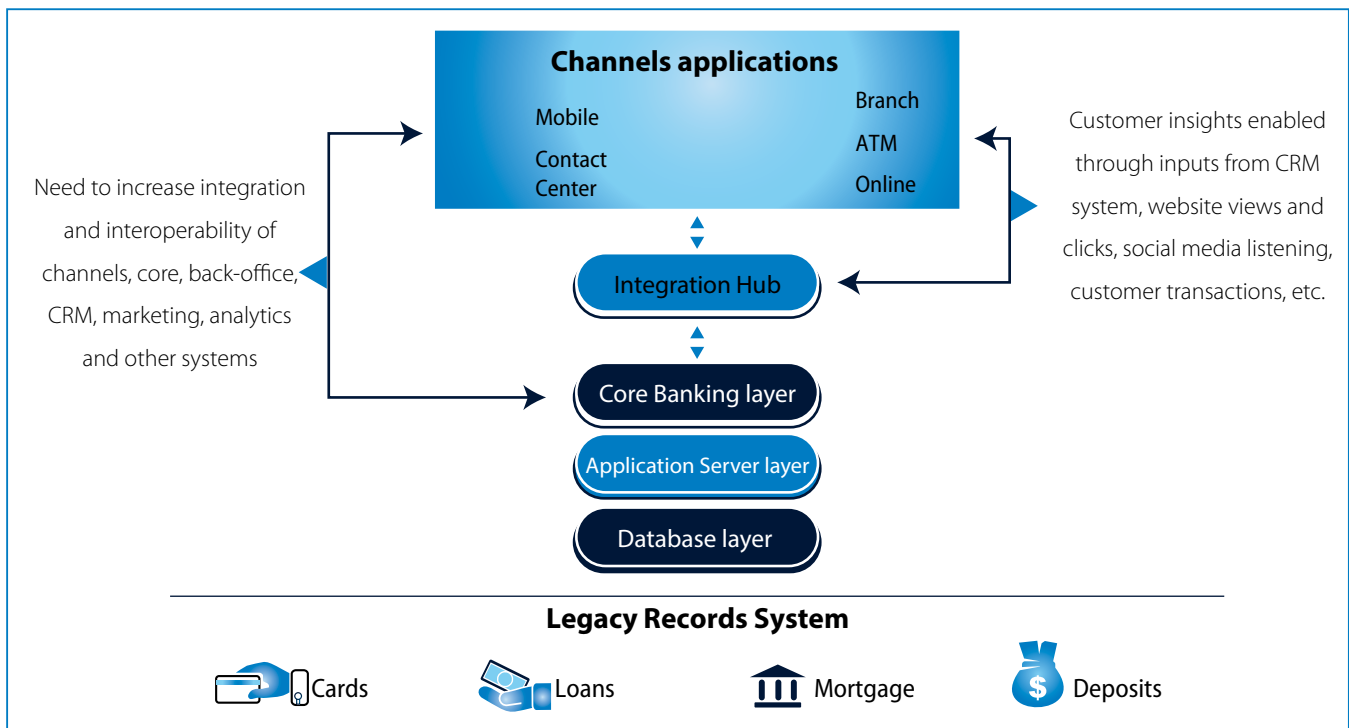 Channels applications
Mobile
Contact
Center
Branch
ATM
Online
Need to increase integration
and interoperability of
channels, core, back-office,
CRM, marketing, analytics
and other systems
Customer insights enabled
through inputs from CRM
system, website views and
clicks, social media listening,
customer transactions, etc.
Integration Hub
Core Banking layer
Application Server layer
Database layer
Legacy Records System
Cards
Loans
Mortgage
$ Deposits